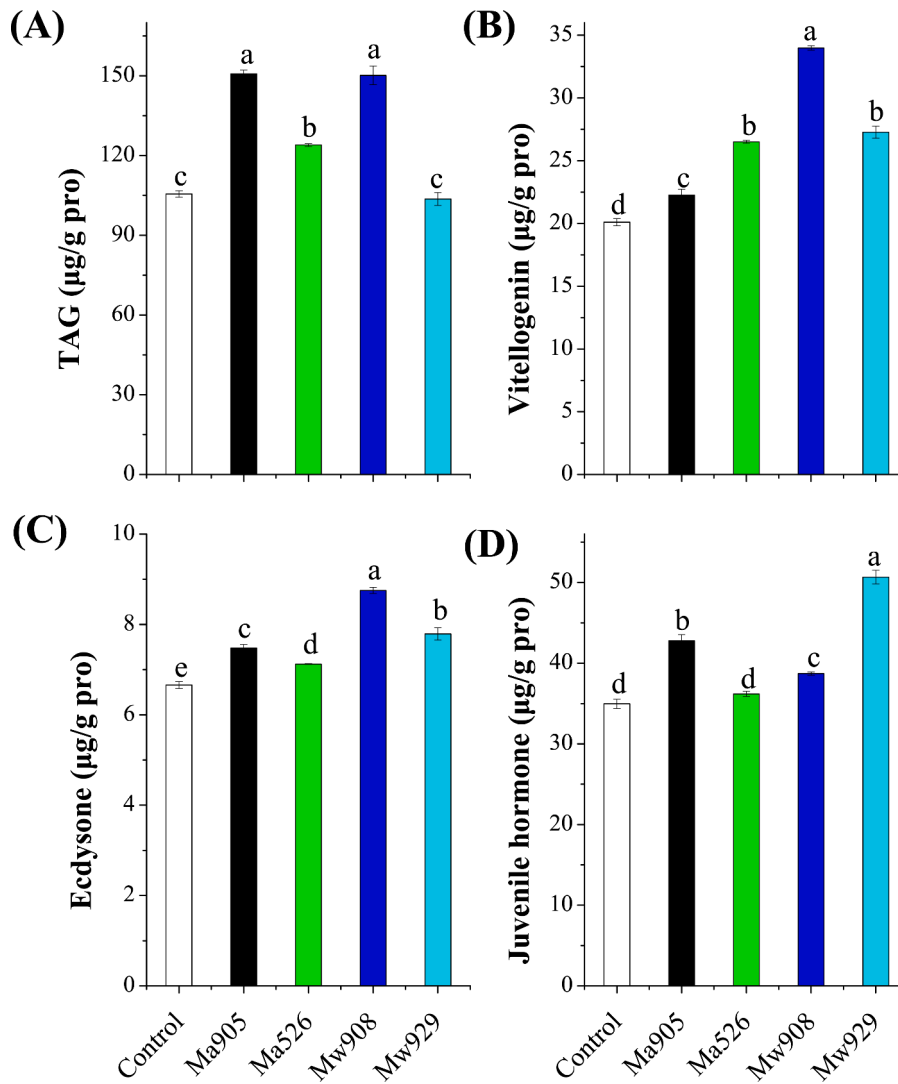 (A)
TAG (μg/g pro)
150
120
90
60
30
0
c
a
b
a
c
(B)
Vitellogenin (μg/g pro)
35
30
25
20
15
10
5
0
d
c
b
a
b
(C)
Ecdysone (μg/g pro)
10
8
6
4
2
0
e
c
d
a
b
Control
Ma905
Ma526
Mw908
Mw929
(D)
Juvenile hormone (μg/g pro)
50
40
30
20
10
0
d
b
d
c
a
Control
Ma905
Ma526
Mw908
Mw929